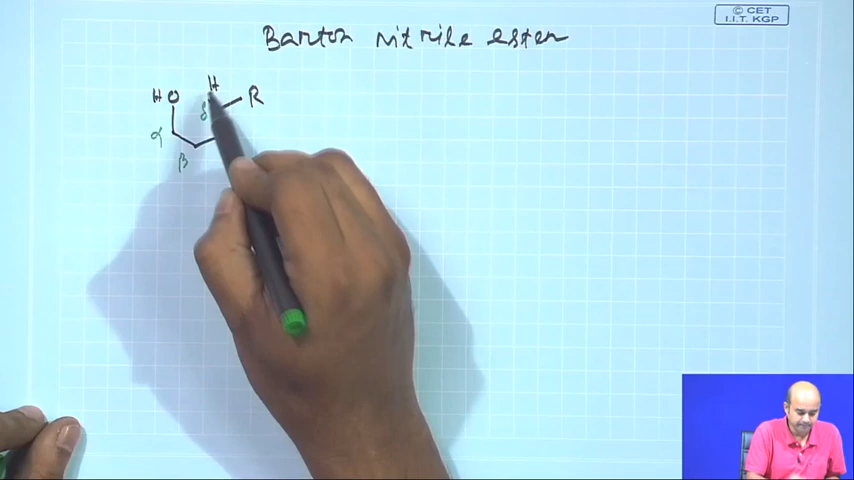 © CET
I.I.T. KGP
Barton nitrile ester
HO H R
δ
α
β